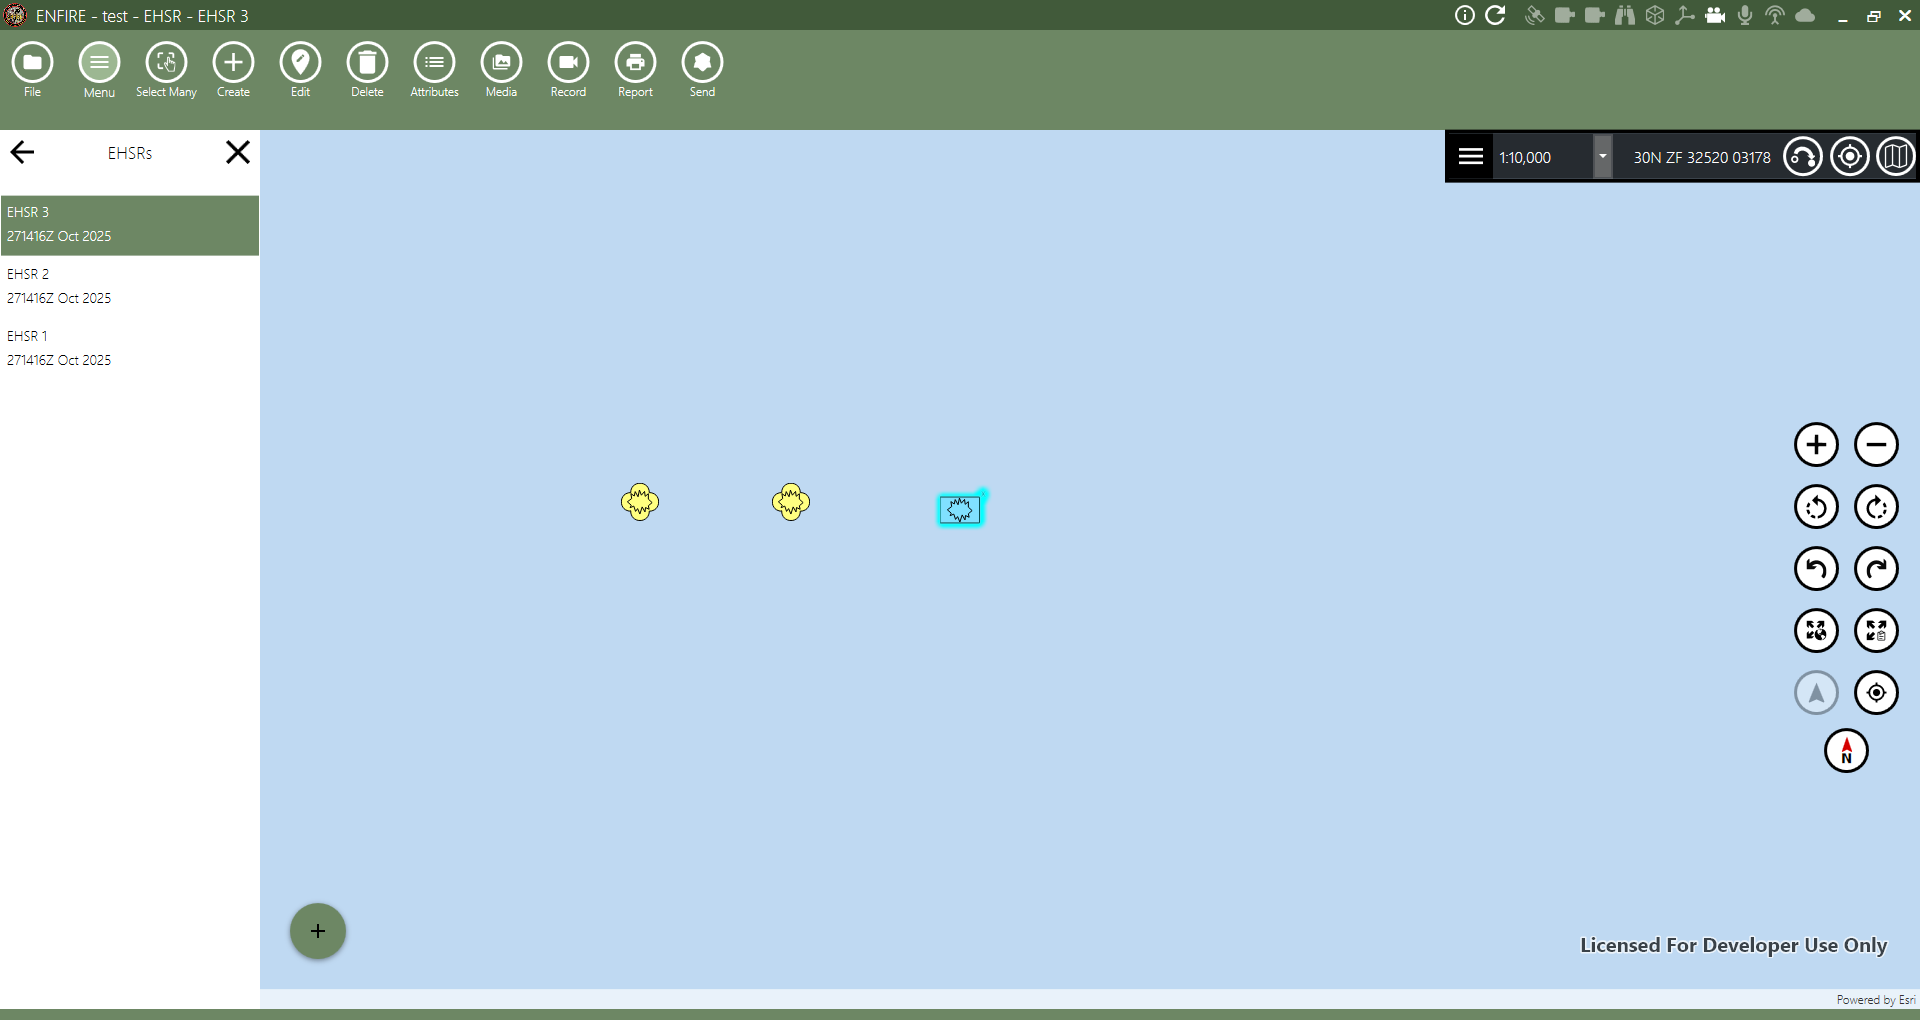 ENFIRE - test - EHSR - EHSR 3
File
Menu
Select Many
Create
Edit
Delete
Attributes
Media
Record
Report
Send
EHSRs
1:10,000
30N ZF 32520 03178
EHSR 3
271416Z Oct 2025
EHSR 2
271416Z Oct 2025
EHSR 1
271416Z Oct 2025
N
Licensed For Developer Use Only
Powered by Esri